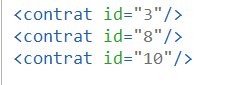 <contrat id="3"/>
<contrat id="8"/>
<contrat id="10"/>